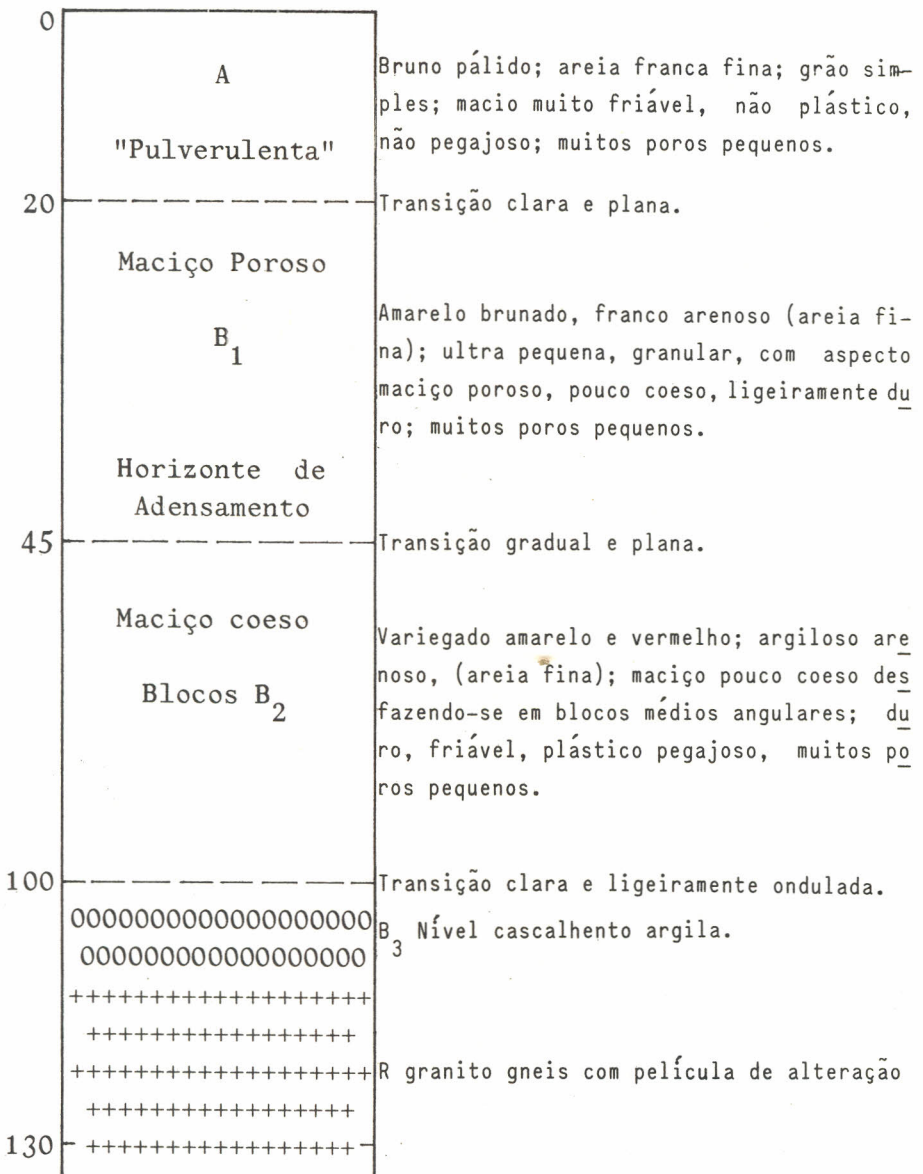 0
A
"Pulverulenta"
Bruno pálido; areia franca fina; grão sim-
ples; macio muito friável, não plástico,
não pegajoso; muitos poros pequenos.
20
Transição clara e plana.
Maciço Poroso
B1
Horizonte de
Adensamento
Amarelo brunado, franco arenoso (areia fi-
na); ultra pequena, granular, com aspecto
maciço poroso, pouco coeso, ligeiramente du
ro; muitos poros pequenos.
45
Transição gradual e plana.
Maciço coeso
Blocos B2
Variegado amarelo e vermelho; argiloso are
noso, (areia fina); maciço pouco coeso des
fazendo-se em blocos médios angulares; du
ro, friável, plástico pegajoso, muitos po
ros pequenos.
100
Transição clara e ligeiramente ondulada.
B3 Nível cascalhento argila.
R granito gneis com película de alteração
130